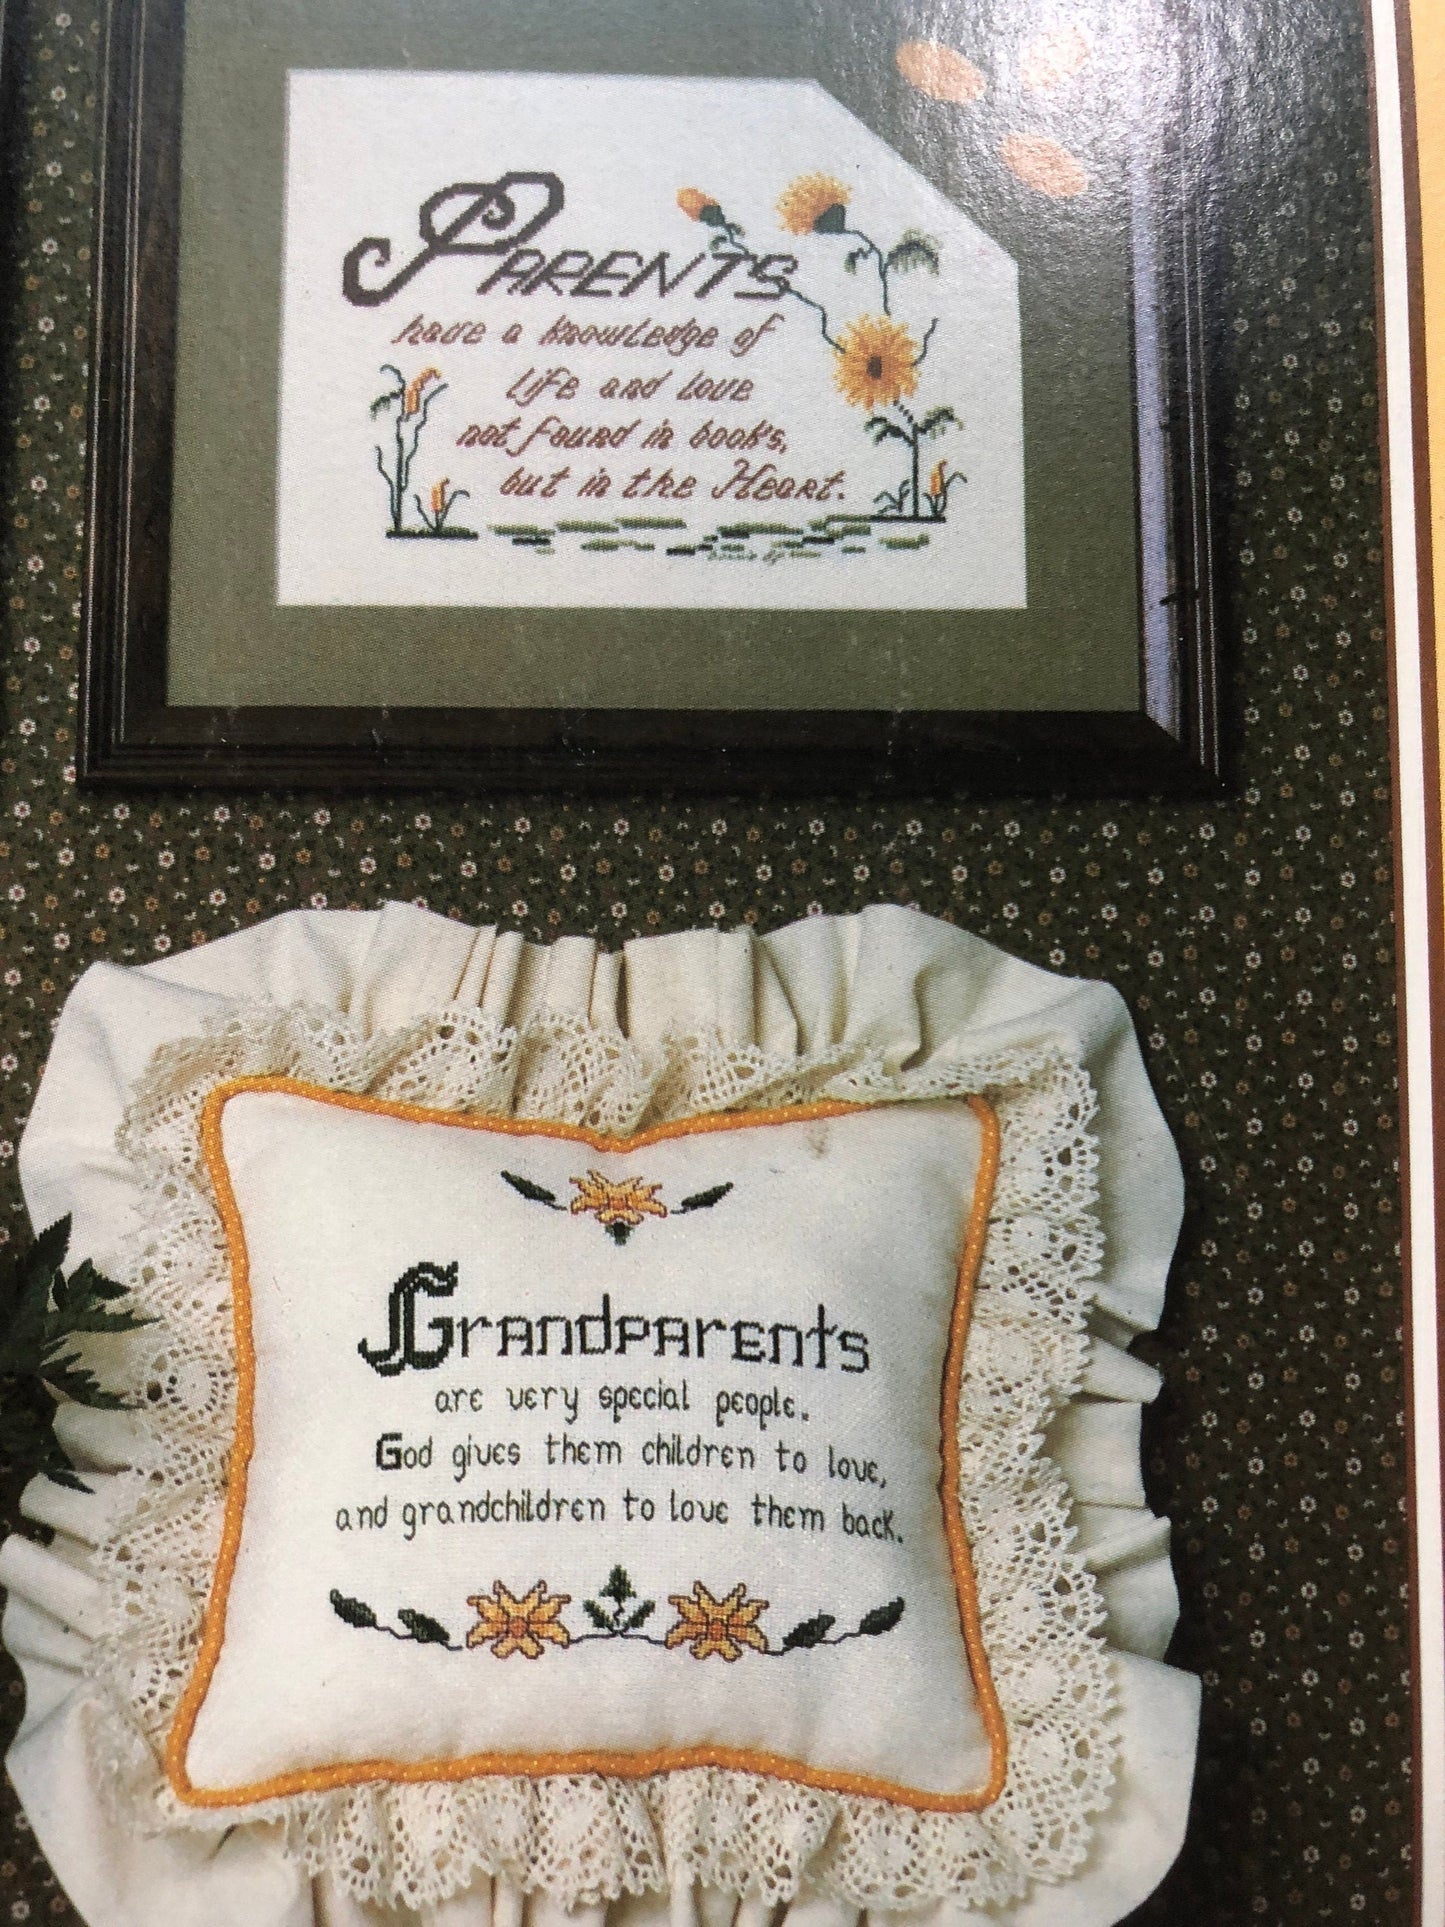 PARENTS
have a knowledge of
life and love
not found in books,
but in the Heart.
Grandparents
are very special people.
God gives them children to love,
and grandchildren to love them back.